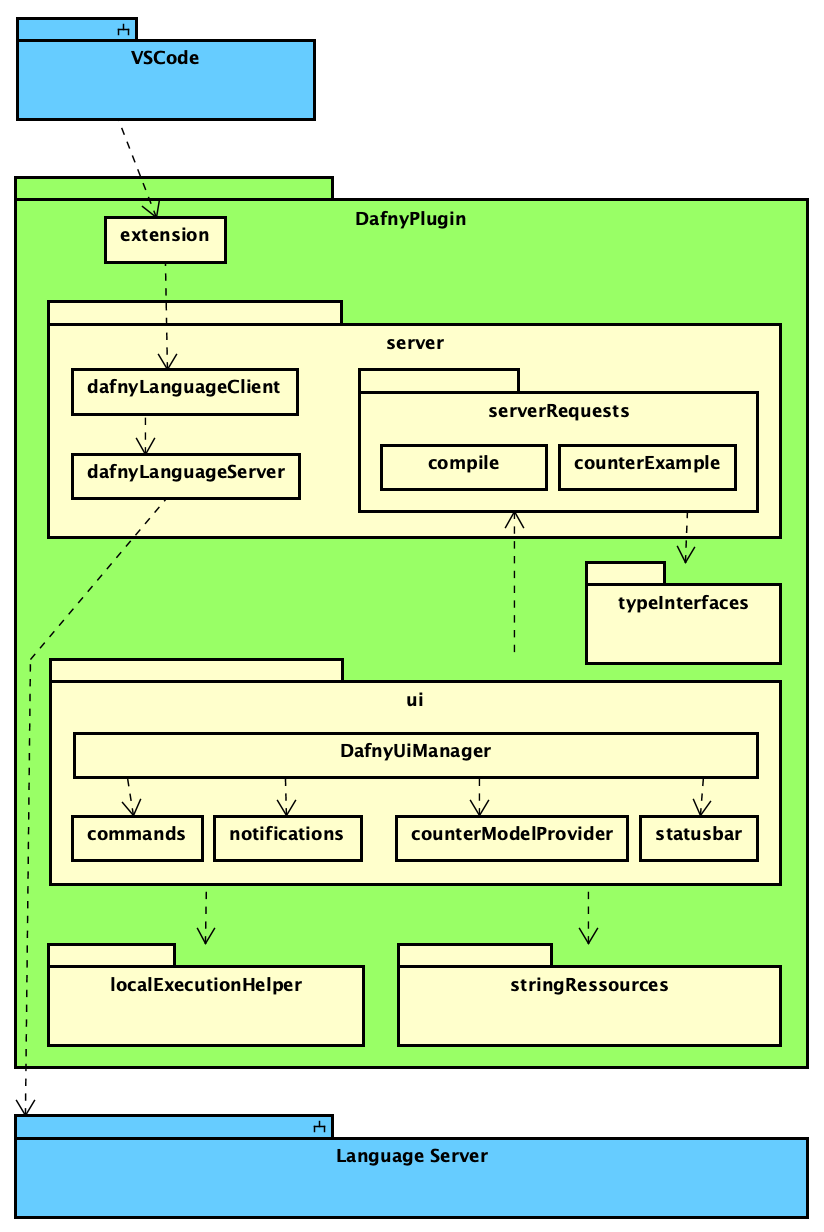 VSCode
DafnyPlugin
extension
server
dafnyLanguageClient
serverRequests
compile
counterExample
dafnyLanguageServer
typeInterfaces
ui
DafnyUiManager
commands
notifications
counterModelProvider
statusbar
localExecutionHelper
stringRessources
Language Server